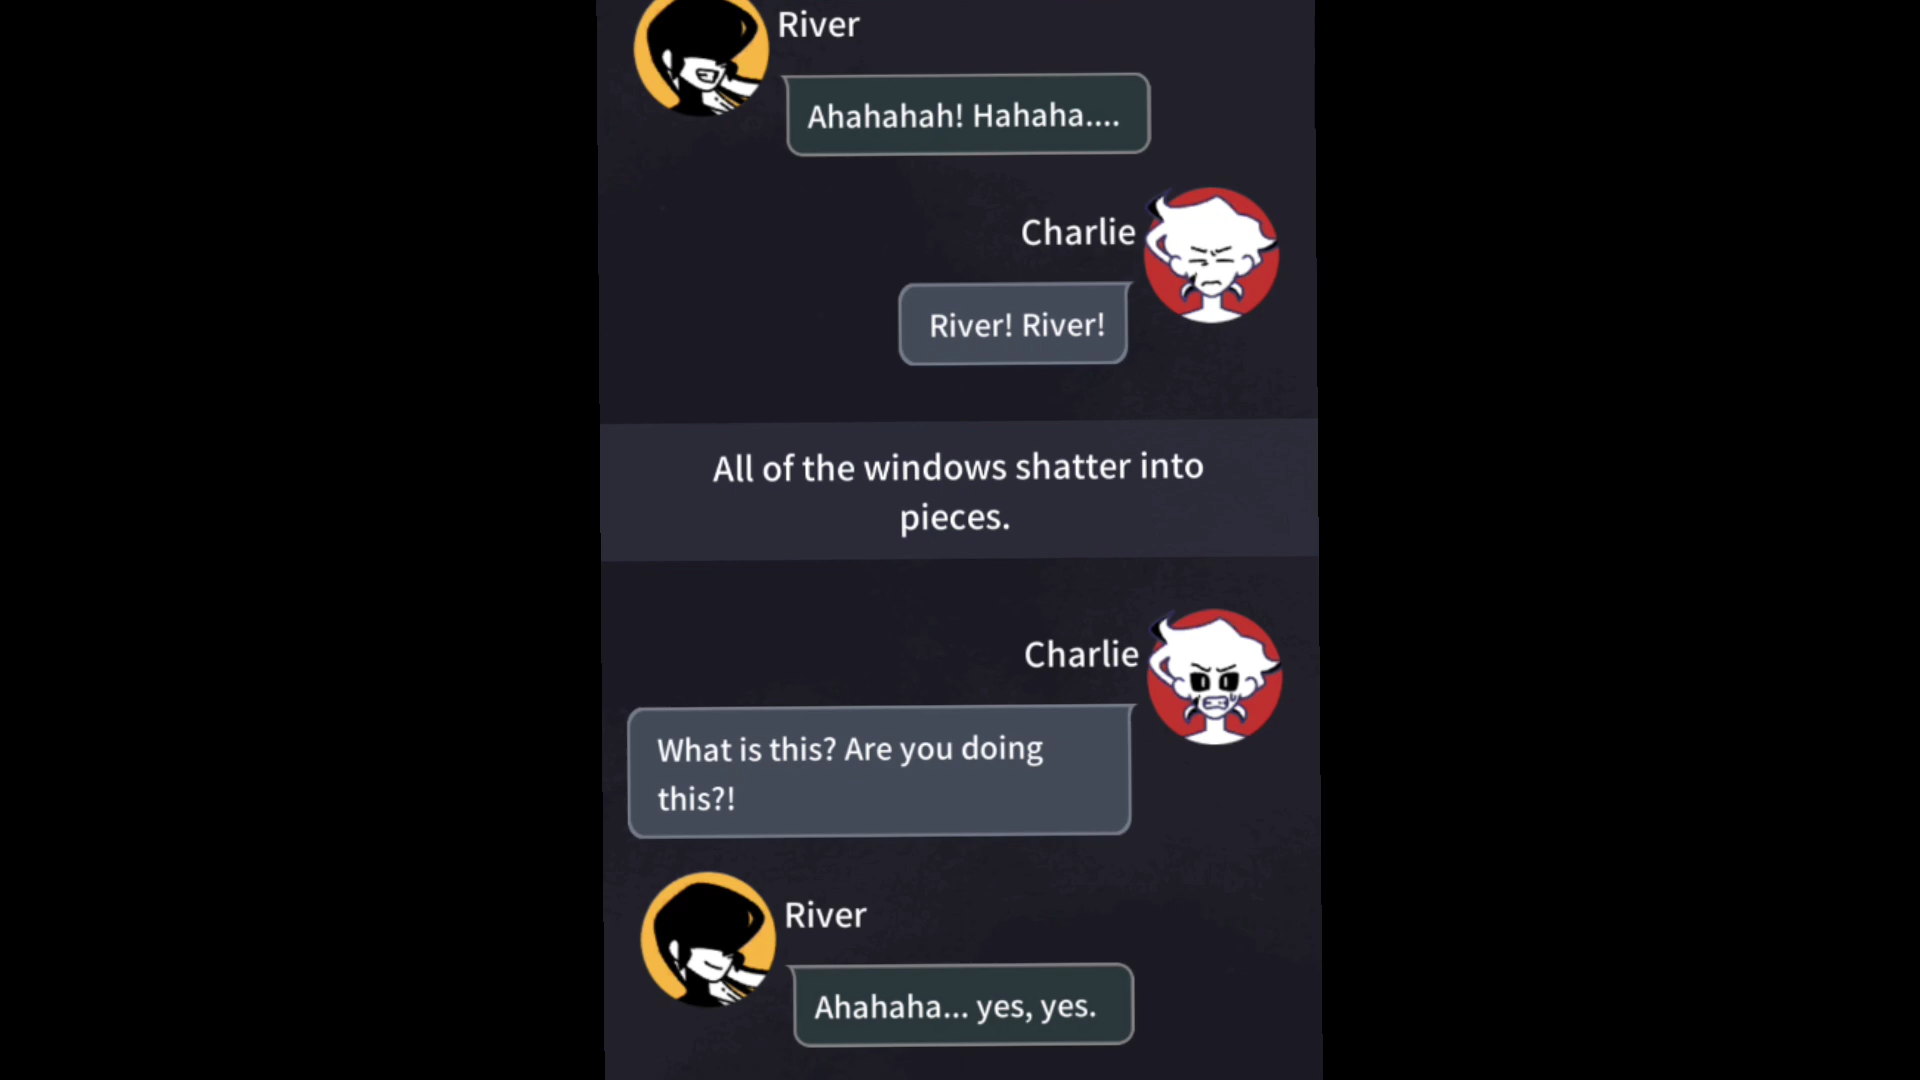 River
Ahahahah! Hahaha....
Charlie
River! River!
All of the windows shatter into
pieces.
Charlie
What is this? Are you doing
this?!
River
Ahahaha... yes, yes.